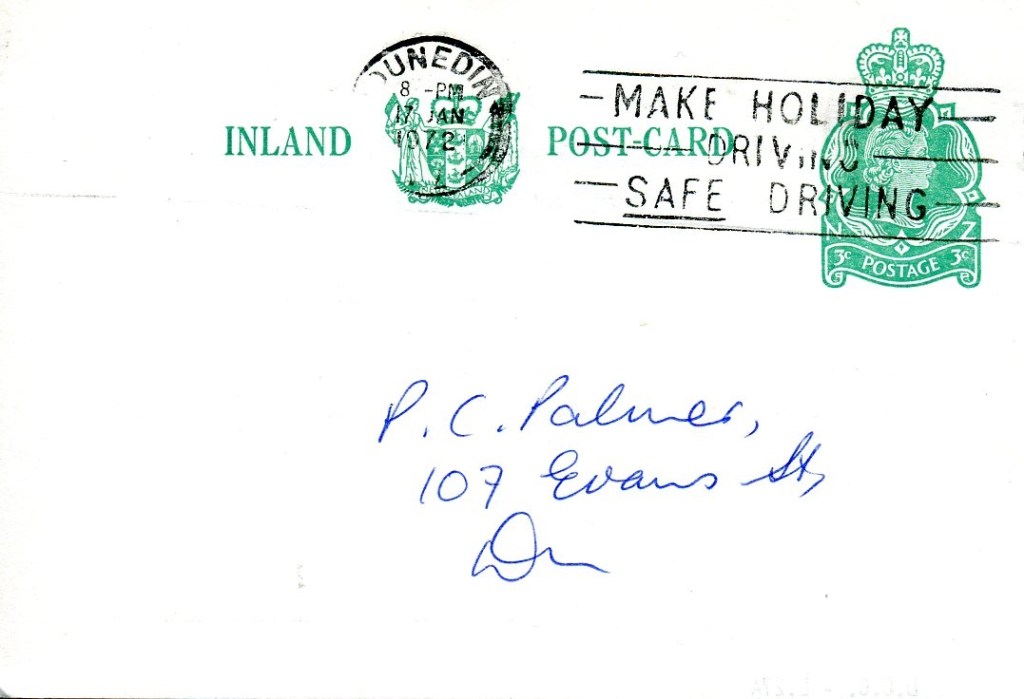 DUNEDIN
8 -PM
17 JAN
1972
INLAND POST-CARD
MAKE HOLIDAY
DRIVING
SAFE DRIVING
N Z
3c POSTAGE 3c
P. C. Palmer,
107 Evans St,
Dn